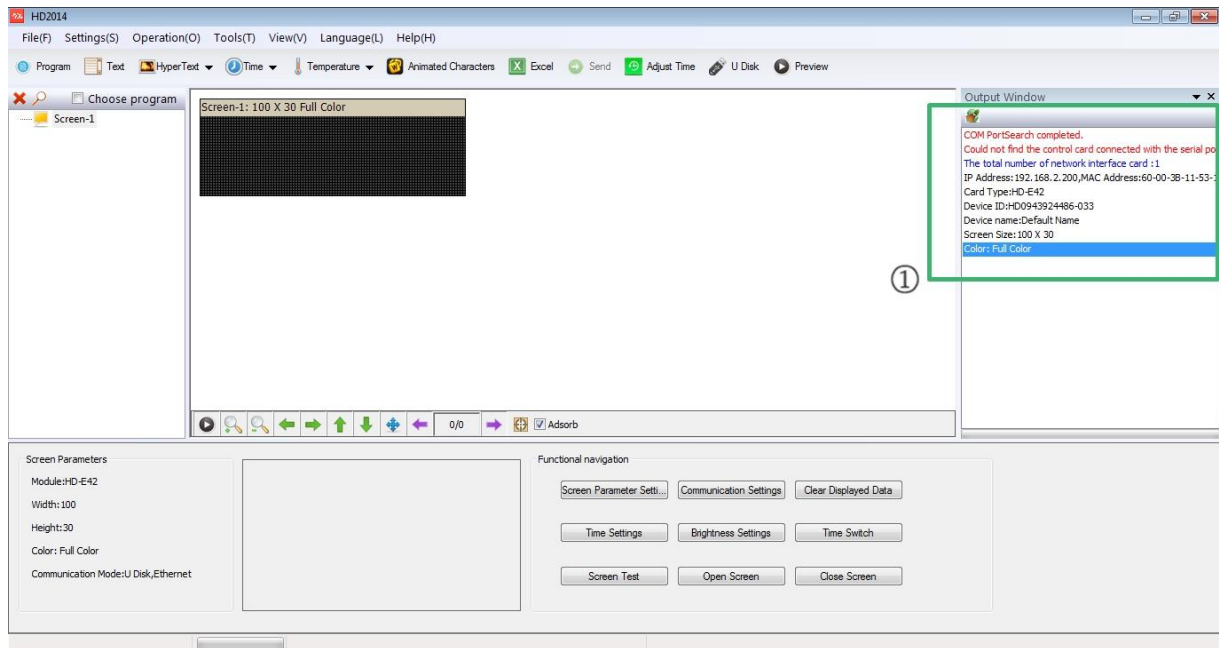 HD2014
File(F) Settings(S) Operation(O) Tools(T) View(V) Language(L) Help(H)
Program Text HyperText Time Temperature Animated Characters Excel Send Adjust Time U Disk Preview
Choose program
Screen-1
Screen-1: 100 X 30 Full Color
Output Window
COM PortSearch completed.
Could not find the control card connected with the serial po
The total number of network interface card :1
IP Address:192.168.2.200,MAC Address:60-00-3B-11-53-
Card Type:HD-E42
Device ID:HD0943924486-033
Device name:Default Name
Screen Size:100 X 30
Color: Full Color
①
0/0 Adsorb
Screen Parameters
Module:HD-E42
Width:100
Height:30
Color: Full Color
Communication Mode:U Disk,Ethernet
Functional navigation
Screen Parameter Setti... Communication Settings Clear Displayed Data
Time Settings Brightness Settings Time Switch
Screen Test Open Screen Close Screen